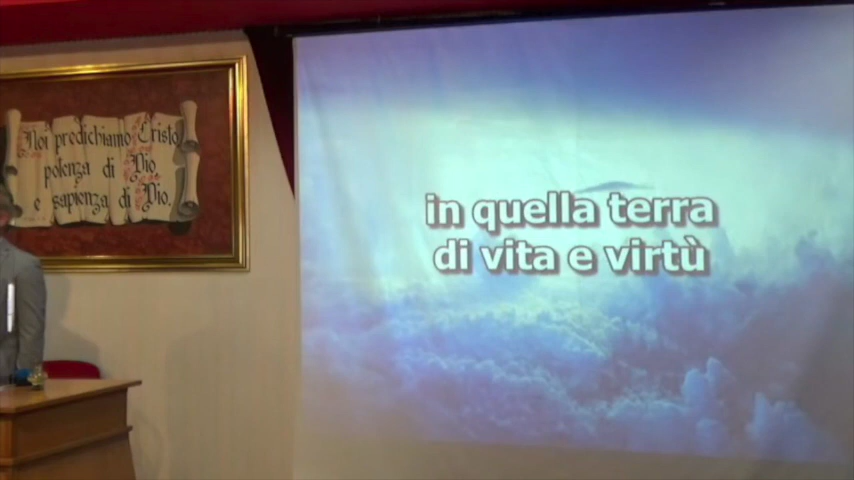 Noi predichiamo Cristo
potenza di Dio
e sapienza di Dio.
in quella terra
di vita e virtù